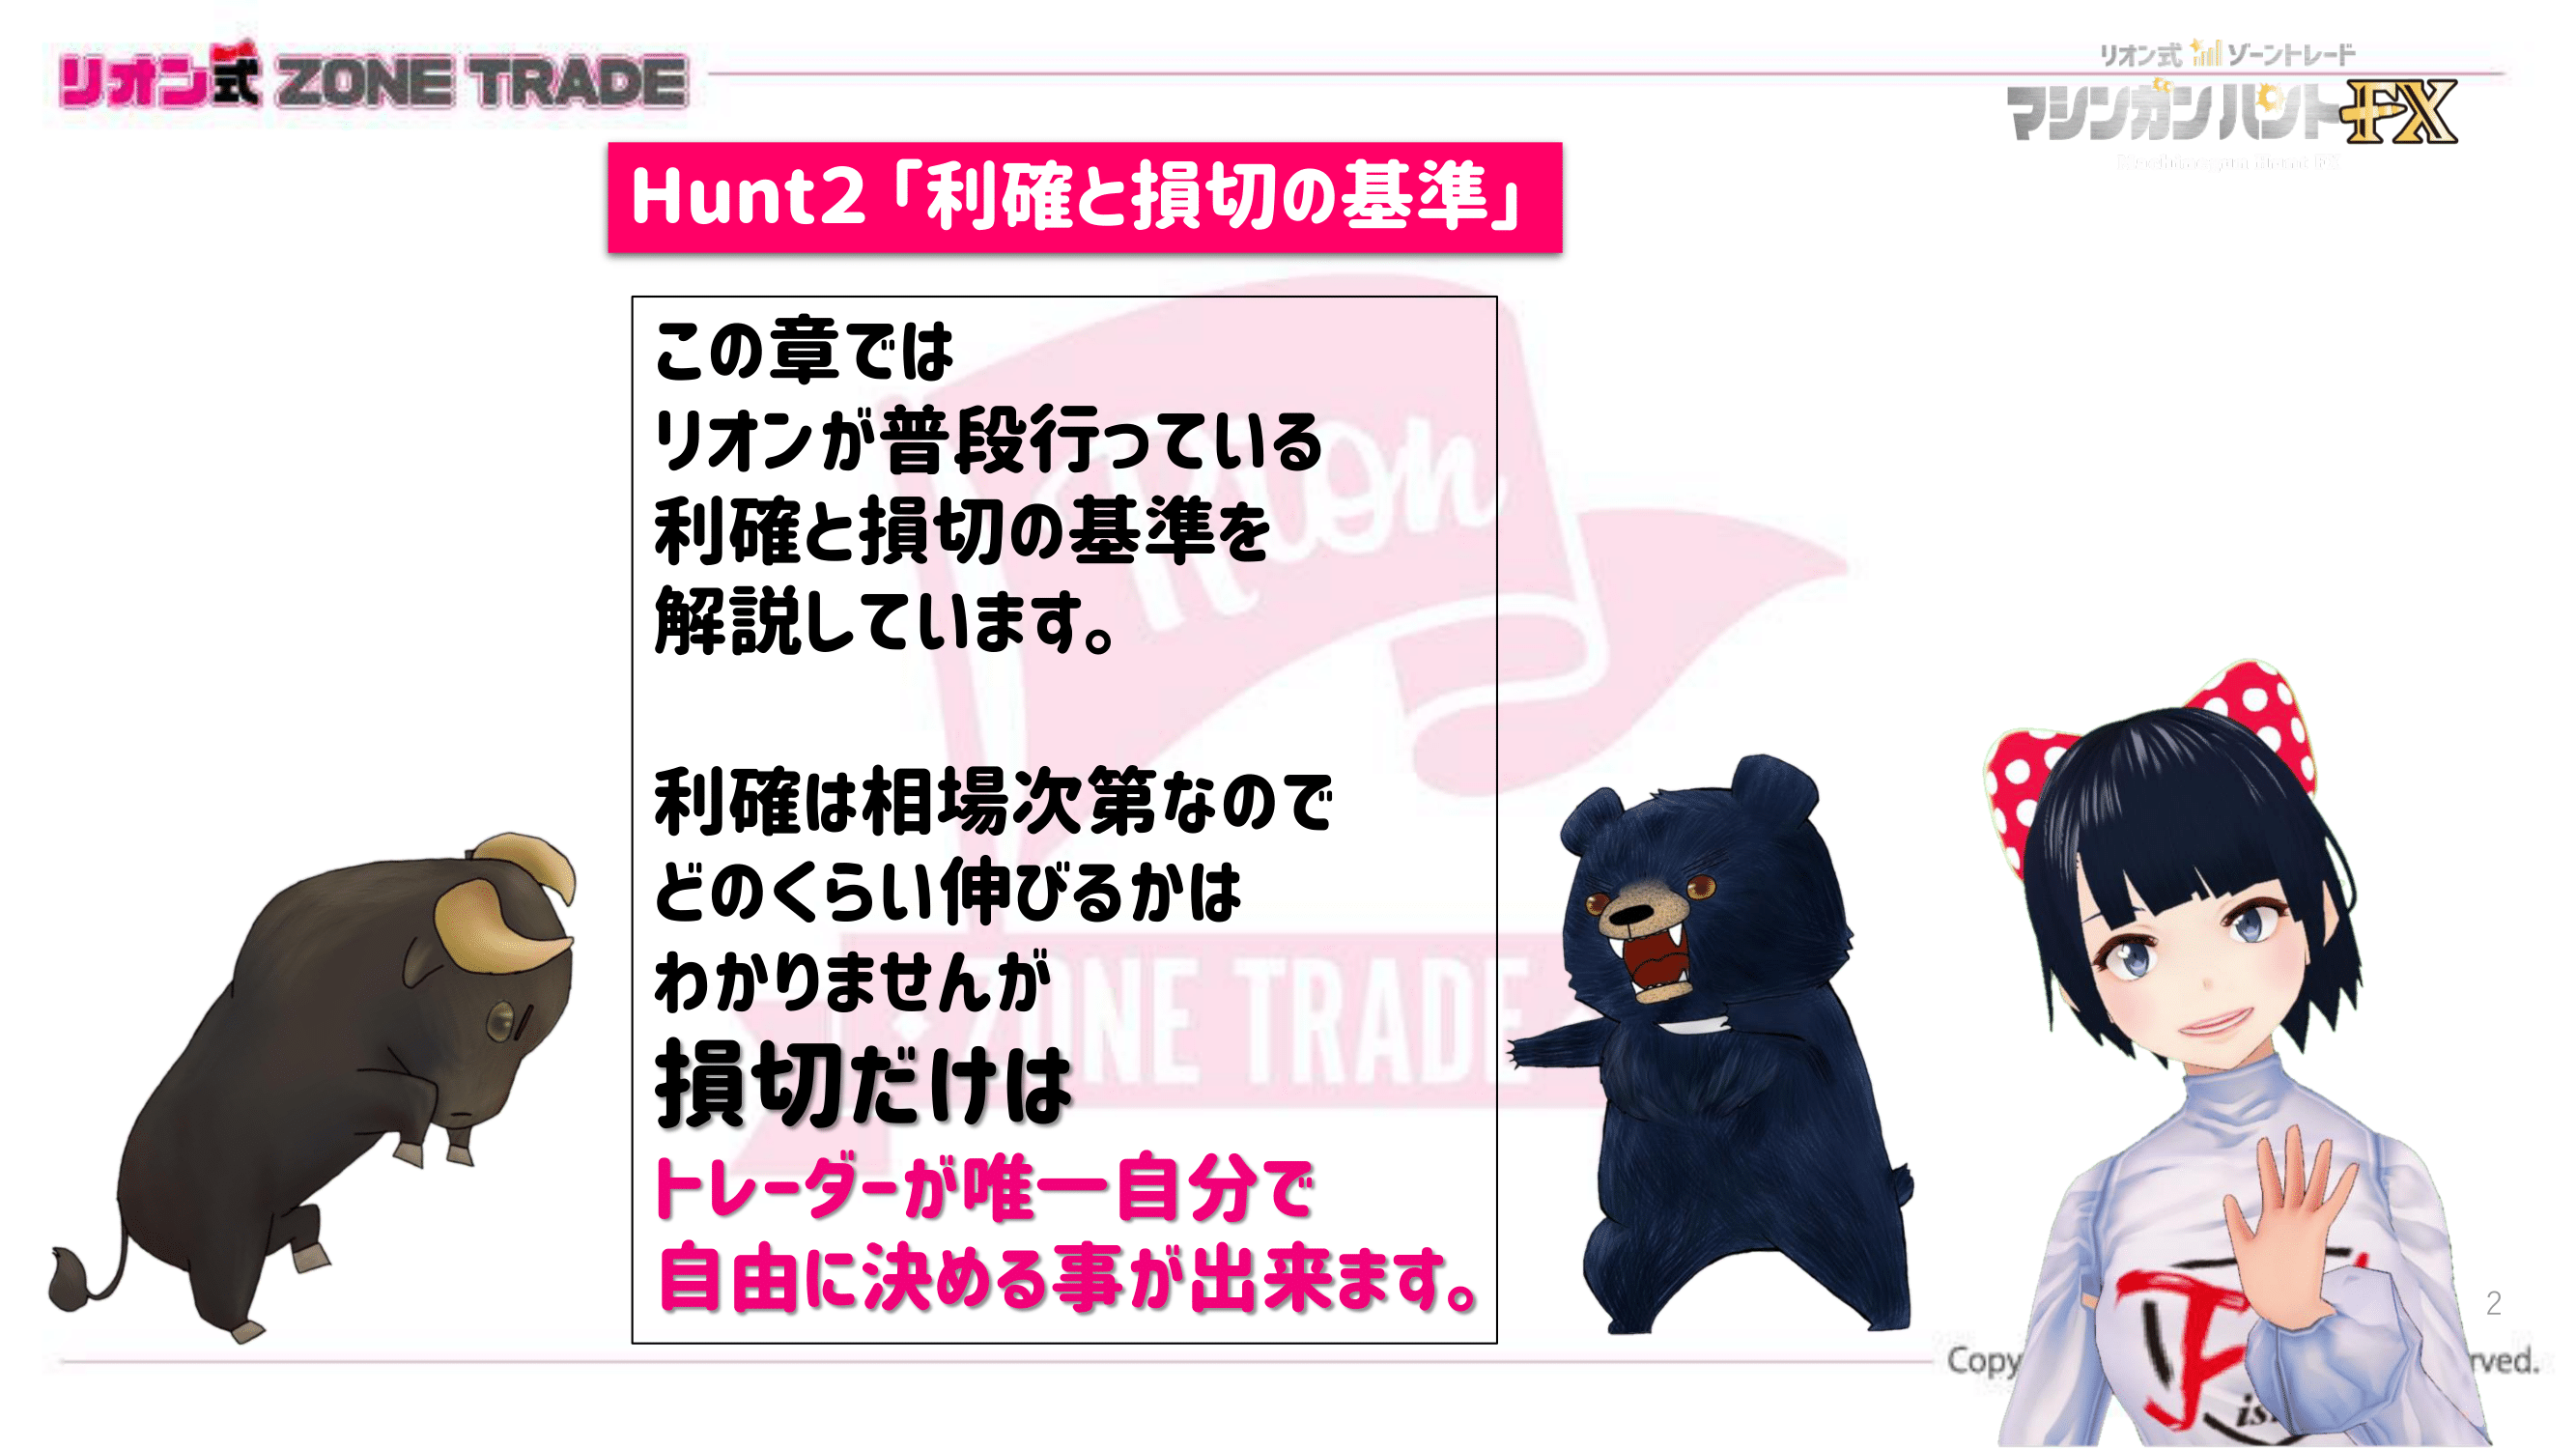 リオン式 ZONE TRADE
リオン式 ゾーントレード
マシンガンハントFX
Hunt2「利確と損切の基準」
この章では
リオンが普段行っている
利確と損切の基準を
解説しています。
利確は相場次第なので
どのくらい伸びるかは
わかりませんが
損切だけは
トレーダーが唯一自分で
自由に決める事が出来ます。
Rion
ZONE TRADE
2